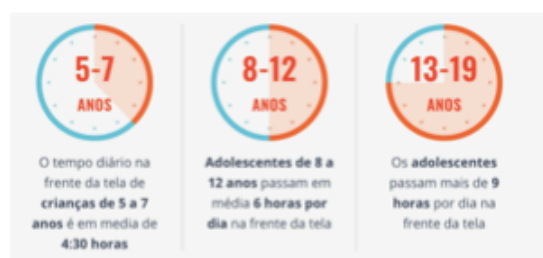 5-7
ANOS
O tempo diário na
frente da tela de
crianças de 5 a 7
anos é em media de
4:30 horas
8-12
ANOS
Adolescentes de 8 a
12 anos passam em
média 6 horas por
dia na frente da tela
13-19
ANOS
Os adolescentes
passam mais de 9
horas por dia na
frente da tela